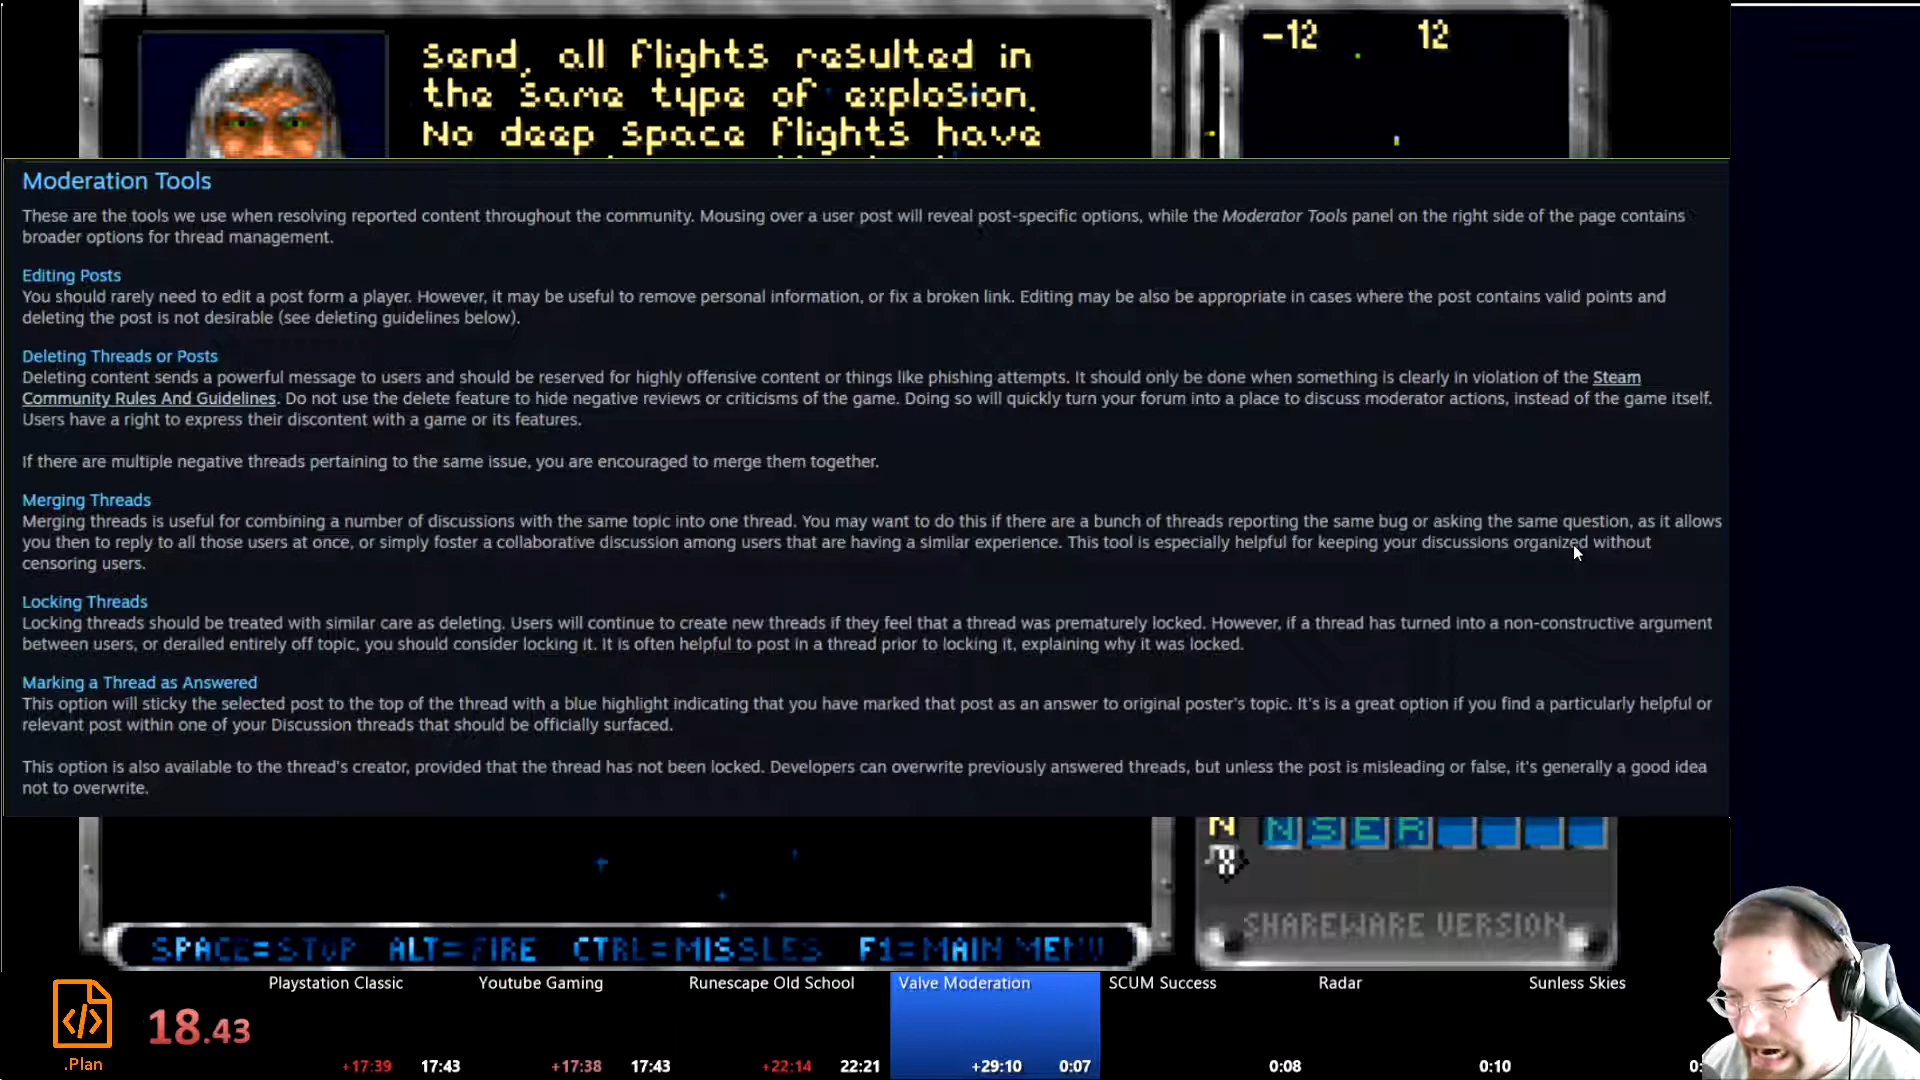 Send, all flights resulted in
the same type of explosion.
No deep space flights have
-12 12
Moderation Tools
These are the tools we use when resolving reported content throughout the community. Mousing over a user post will reveal post-specific options, while the Moderator Tools panel on the right side of the page contains
broader options for thread management.
Editing Posts
You should rarely need to edit a post form a player. However, it may be useful to remove personal information, or fix a broken link. Editing may be also be appropriate in cases where the post contains valid points and
deleting the post is not desirable (see deleting guidelines below).
Deleting Threads or Posts
Deleting content sends a powerful message to users and should be reserved for highly offensive content or things like phishing attempts. It should only be done when something is clearly in violation of the Steam
Community Rules And Guidelines. Do not use the delete feature to hide negative reviews or criticisms of the game. Doing so will quickly turn your forum into a place to discuss moderator actions, instead of the game itself.
Users have a right to express their discontent with a game or its features.
If there are multiple negative threads pertaining to the same issue, you are encouraged to merge them together.
Merging Threads
Merging threads is useful for combining a number of discussions with the same topic into one thread. You may want to do this if there are a bunch of threads reporting the same bug or asking the same question, as it allows
you then to reply to all those users at once, or simply foster a collaborative discussion among users that are having a similar experience. This tool is especially helpful for keeping your discussions organized without
censoring users.
Locking Threads
Locking threads should be treated with similar care as deleting. Users will continue to create new threads if they feel that a thread was prematurely locked. However, if a thread has turned into a non-constructive argument
between users, or derailed entirely off topic, you should consider locking it. It is often helpful to post in a thread prior to locking it, explaining why it was locked.
Marking a Thread as Answered
This option will sticky the selected post to the top of the thread with a blue highlight indicating that you have marked that post as an answer to original poster's topic. It's is a great option if you find a particularly helpful or
relevant post within one of your Discussion threads that should be officially surfaced.
This option is also available to the thread's creator, provided that the thread has not been locked. Developers can overwrite previously answered threads, but unless the post is misleading or false, it's generally a good idea
not to overwrite.
N NSER
SHAREWARE VERSION
SPACE=STOP ALT=FIRE CTRL=MISSLES F1=MAIN MENU
Playstation Classic Youtube Gaming Runescape Old School Valve Moderation SCUM Success Radar Sunless Skies
18.43
.Plan
+17:39 17:43 +17:38 17:43 +22:14 22:21 +29:10 0:07 0:08 0:10